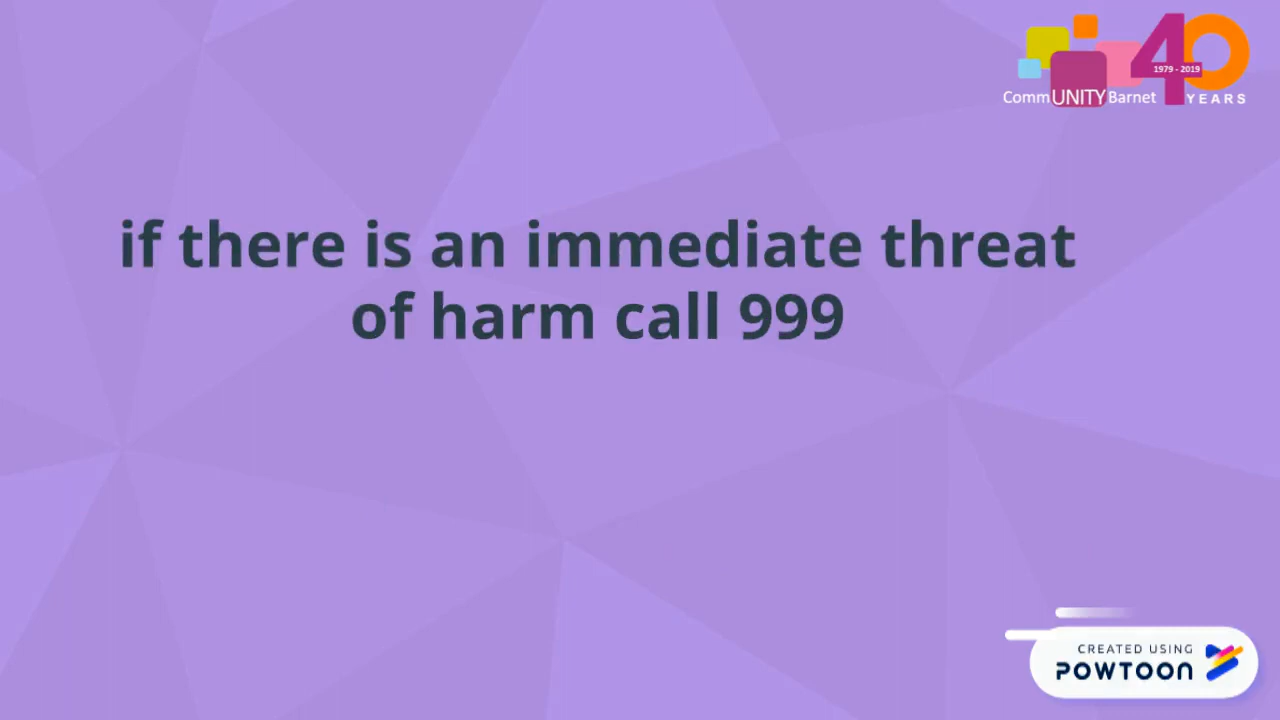 40
1979 - 2019
CommUNITY Barnet YEARS
if there is an immediate threat
of harm call 999
CREATED USING
POWTOON